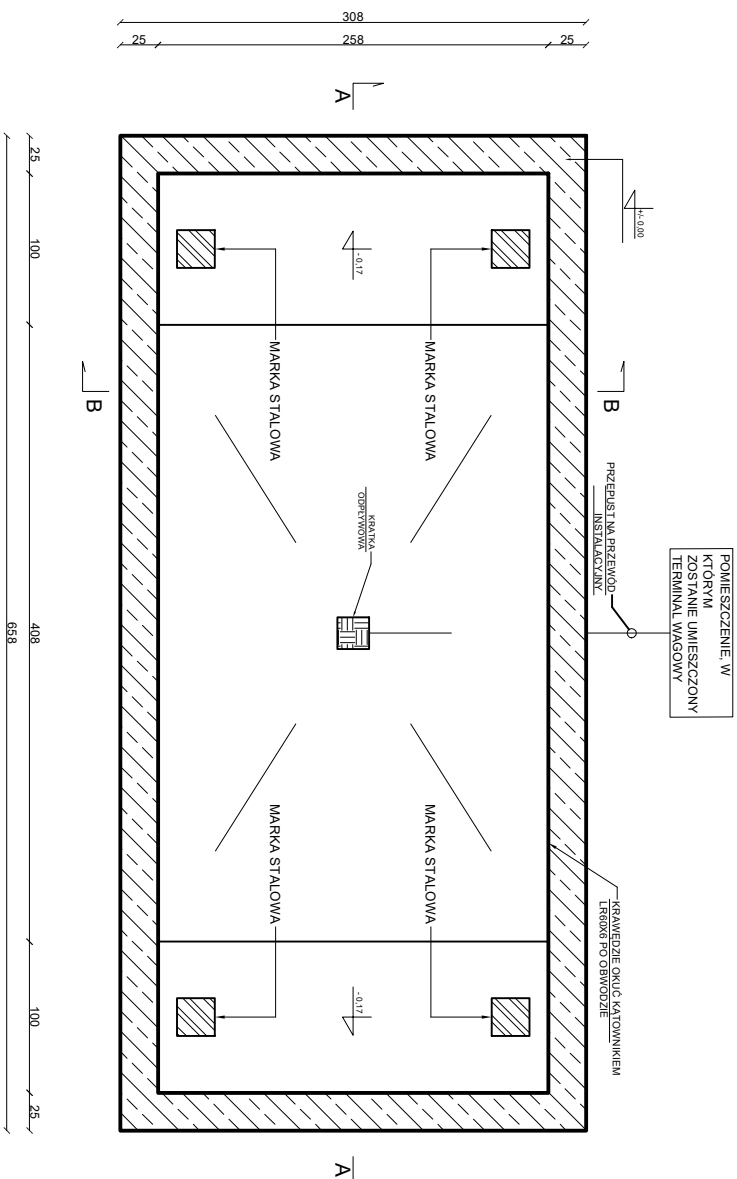 POMIESZCZENIE, W
KTÓRYM
ZOSTANIE UMIESZCZONY
TERMINAL WAGOWY
PRZEPUST NA PRZEWÓD
INSTALACYJNY
KRAWĘDZIE OKUĆ KĄTOWNIKIEM
LR60X6 PO OBWODZIE
+/- 0,00
B
B
A
A
MARKA STALOWA
MARKA STALOWA
MARKA STALOWA
MARKA STALOWA
- 0,17
- 0,17
KRATKA
ODPŁYWOWA
25
258
25
308
25
100
408
100
25
658